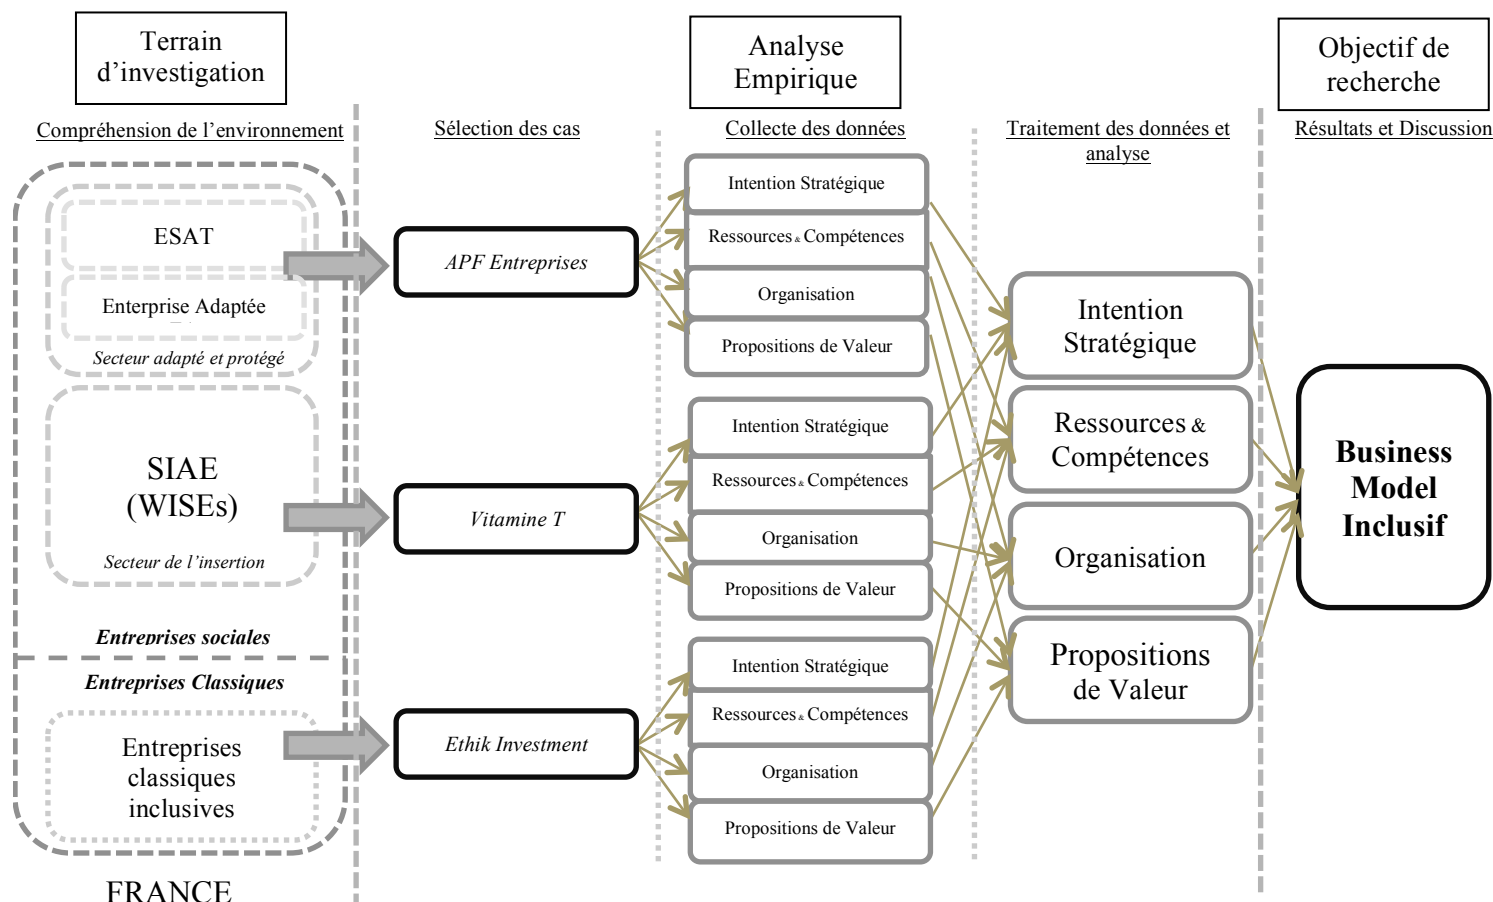 Terrain
d’investigation
Analyse
Empirique
Objectif de
recherche
Compréhension de l’environnement
Sélection des cas
Collecte des données
Traitement des données et
analyse
Résultats et Discussion
ESAT
Enterprise Adaptée
Secteur adapté et protégé
SIAE
(WISEs)
Secteur de l’insertion
Entreprises sociales
Entreprises Classiques
Entreprises
classiques
inclusives
FRANCE
APF Entreprises
Vitamine T
Ethik Investment
Intention Stratégique
Ressources & Compétences
Organisation
Propositions de Valeur
Intention Stratégique
Ressources & Compétences
Organisation
Propositions de Valeur
Intention Stratégique
Ressources & Compétences
Organisation
Propositions de Valeur
Intention
Stratégique
Ressources &
Compétences
Organisation
Propositions
de Valeur
Business
Model
Inclusif